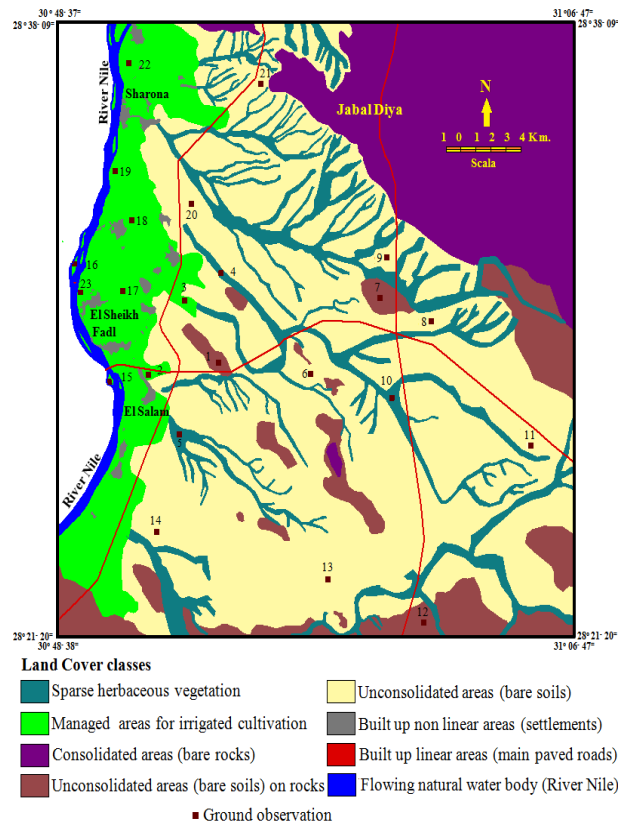 30° 48' 37"
31° 06' 47"
28° 38' 09"
28° 38' 09"
22
Sharona
River Nile
21
Jabal Diya
N
1 0 1 2 3 4 Km.
Scala
19
18
20
16
23
17
El Sheikh
Fadl
4
3
9
7
8
1
2
15
El Salam
6
10
5
11
River Nile
14
13
12
28° 21' 20"
28° 21' 20"
30° 48' 38"
31° 06' 47"
Land Cover classes
Sparse herbaceous vegetation
Unconsolidated areas (bare soils)
Managed areas for irrigated cultivation
Built up non linear areas (settlements)
Consolidated areas (bare rocks)
Built up linear areas (main paved roads)
Unconsolidated areas (bare soils) on rocks
Flowing natural water body (River Nile)
Ground observation